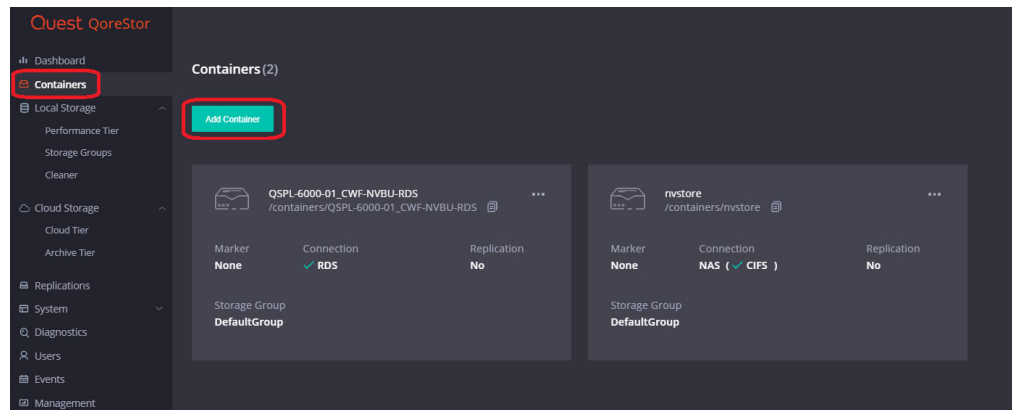 Quest QoreStor
Dashboard
Containers
Local Storage
Performance Tier
Storage Groups
Cleaner
Cloud Storage
Cloud Tier
Archive Tier
Replications
System
Diagnostics
Users
Events
Management
Containers (2)
Add Container
QSPL-6000-01_CWF-NVBU-RDS
/containers/QSPL-6000-01_CWF-NVBU-RDS
Marker Connection Replication
None RDS No
Storage Group
DefaultGroup
nvstore
/containers/nvstore
Marker Connection Replication
None NAS ( ✓ CIFS ) No
Storage Group
DefaultGroup